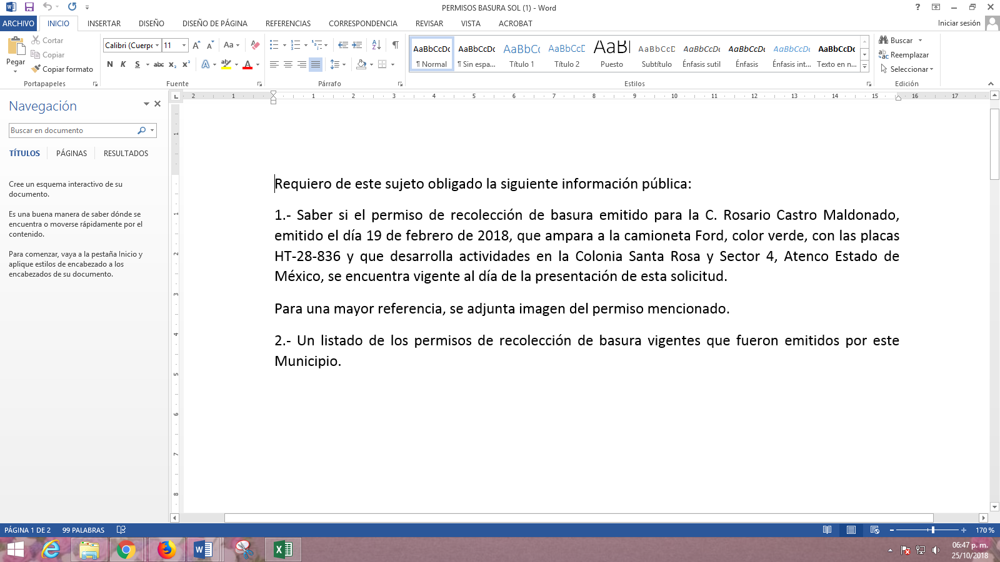 PERMISOS BASURA SOL (1) - Word
ARCHIVO INICIO INSERTAR DISEÑO DISEÑO DE PÁGINA REFERENCIAS CORRESPONDENCIA REVISAR VISTA ACROBAT Iniciar sesión
Pegar
Cortar
Copiar
Copiar formato
Portapapeles
Calibri (Cuerpo 11
N K S abc x₂ x²
Fuente
Párrafo
AaBbCcDc AaBbCcDc AaBbCc AaBbCcD AaBl AaBbCcD AaBbCcDc AaBbCcDc AaBbCcDc AaBbCcDc
¶ Normal ¶ Sin espa... Título 1 Título 2 Puesto Subtítulo Énfasis sutil Énfasis Énfasis int... Texto en n...
Estilos
Buscar
Reemplazar
Seleccionar
Edición
Navegación
Buscar en documento
TÍTULOS PÁGINAS RESULTADOS
Cree un esquema interactivo de su
documento.
Es una buena manera de saber dónde se
encuentra o moverse rápidamente por el
contenido.
Para comenzar, vaya a la pestaña Inicio y
aplique estilos de encabezado a los
encabezados de su documento.
2 1 1 2 3 4 5 6 7 8 9 10 11 12 13 14 15 16 17
Requiero de este sujeto obligado la siguiente información pública:
1.- Saber si el permiso de recolección de basura emitido para la C. Rosario Castro Maldonado,
emitido el día 19 de febrero de 2018, que ampara a la camioneta Ford, color verde, con las placas
HT-28-836 y que desarrolla actividades en la Colonia Santa Rosa y Sector 4, Atenco Estado de
México, se encuentra vigente al día de la presentación de esta solicitud.
Para una mayor referencia, se adjunta imagen del permiso mencionado.
2.- Un listado de los permisos de recolección de basura vigentes que fueron emitidos por este
Municipio.
PÁGINA 1 DE 2 99 PALABRAS 170 %
06:47 p. m.
25/10/2018